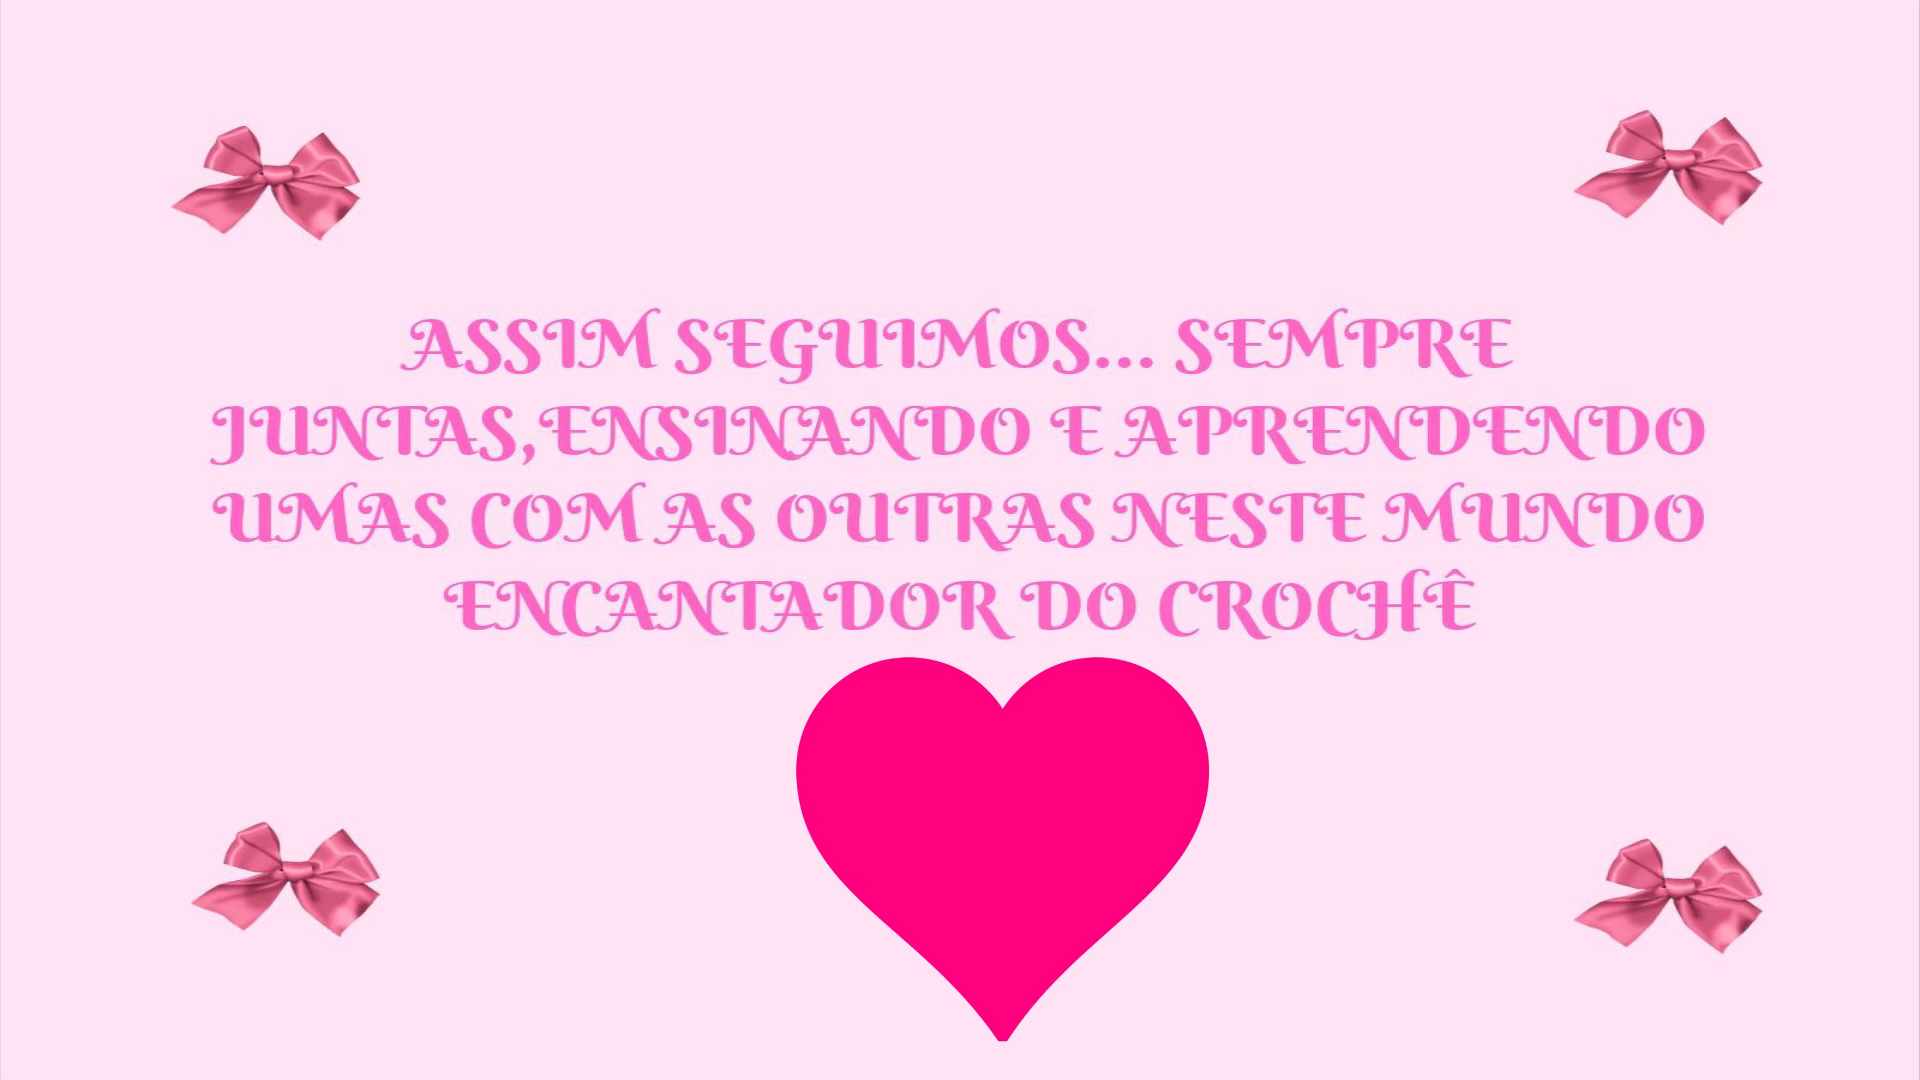 ASSIM SEGUIMOS... SEMPRE
JUNTAS,ENSINANDO E APRENDENDO
UMAS COM AS OUTRAS NESTE MUNDO
ENCANTADOR DO CROCHÊ